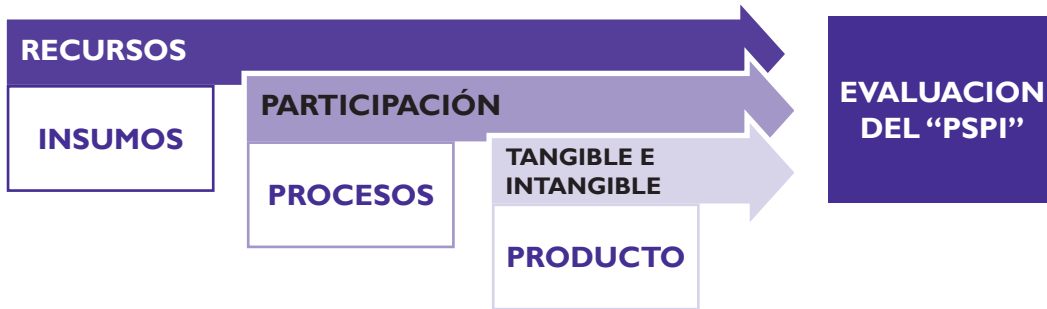 RECURSOS
INSUMOS
PARTICIPACIÓN
PROCESOS
TANGIBLE E
INTANGIBLE
PRODUCTO
EVALUACION
DEL “PSPI”